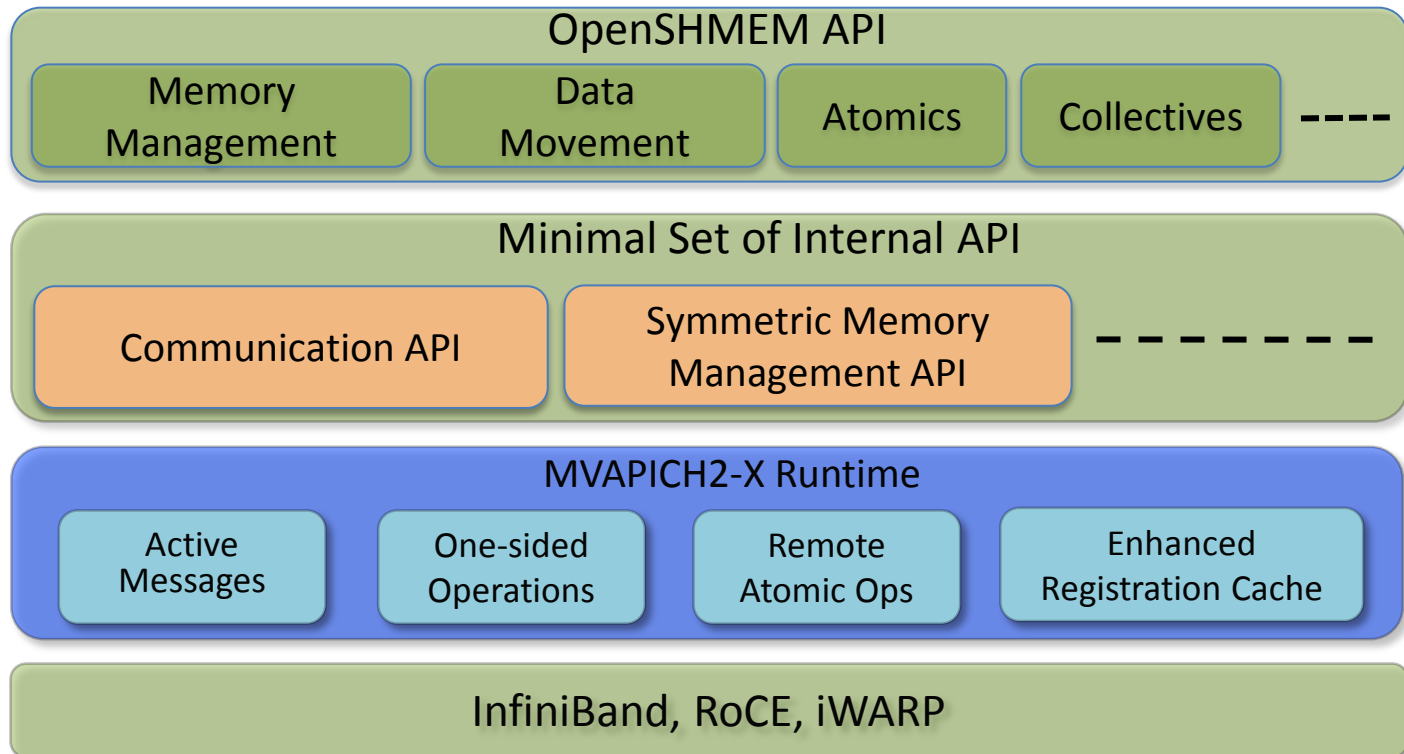 OpenSHMEM API
Memory
Management
Data
Movement
Atomics
Collectives
Minimal Set of Internal API
Communication API
Symmetric Memory
Management API
MVAPICH2-X Runtime
Active
Messages
One-sided
Operations
Remote
Atomic Ops
Enhanced
Registration Cache
InfiniBand, RoCE, iWARP